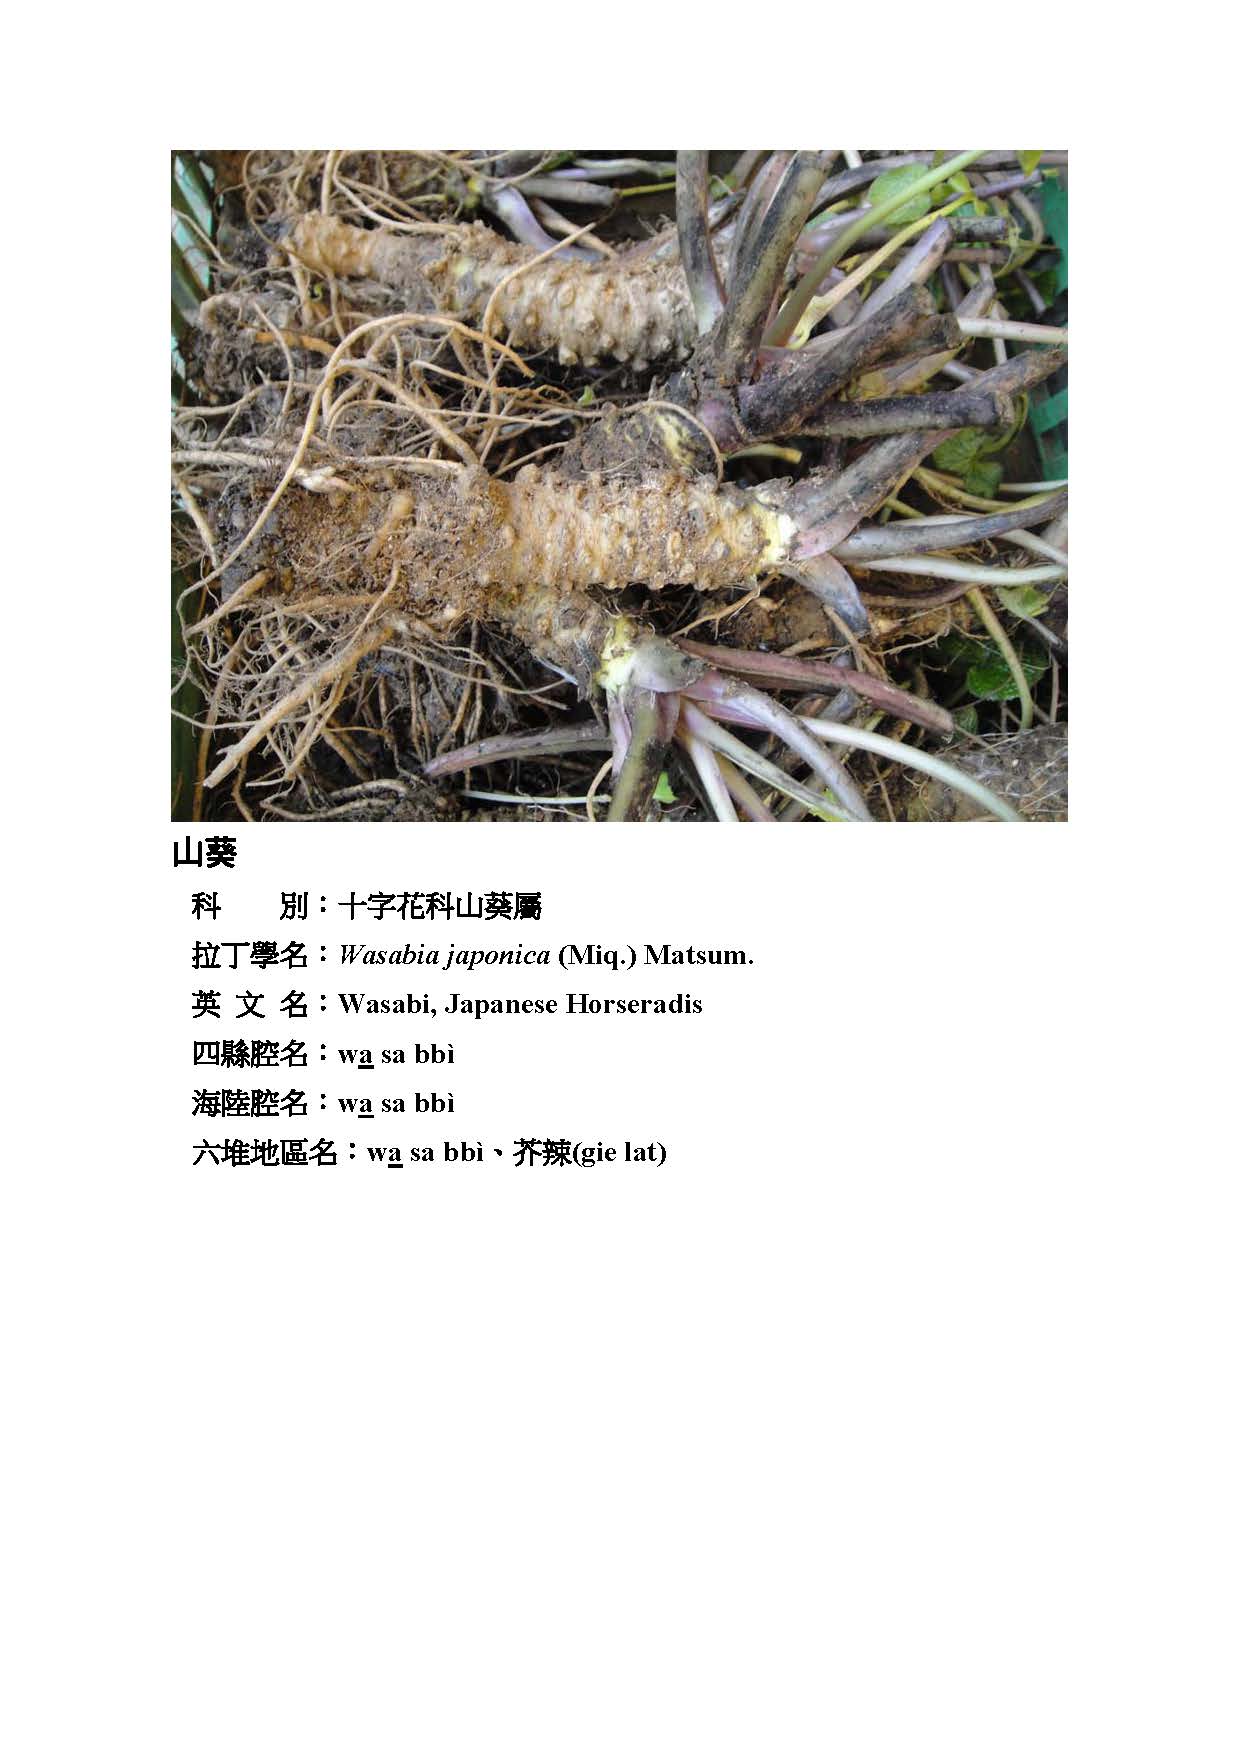 山葵
科　　別：十字花科山葵屬
拉丁學名：Wasabia japonica (Miq.) Matsum.
英 文 名：Wasabi, Japanese Horseradis
四縣腔名：wa sa bbì
海陸腔名：wa sa bbì
六堆地區名：wa sa bbì、芥辣(gie lat)